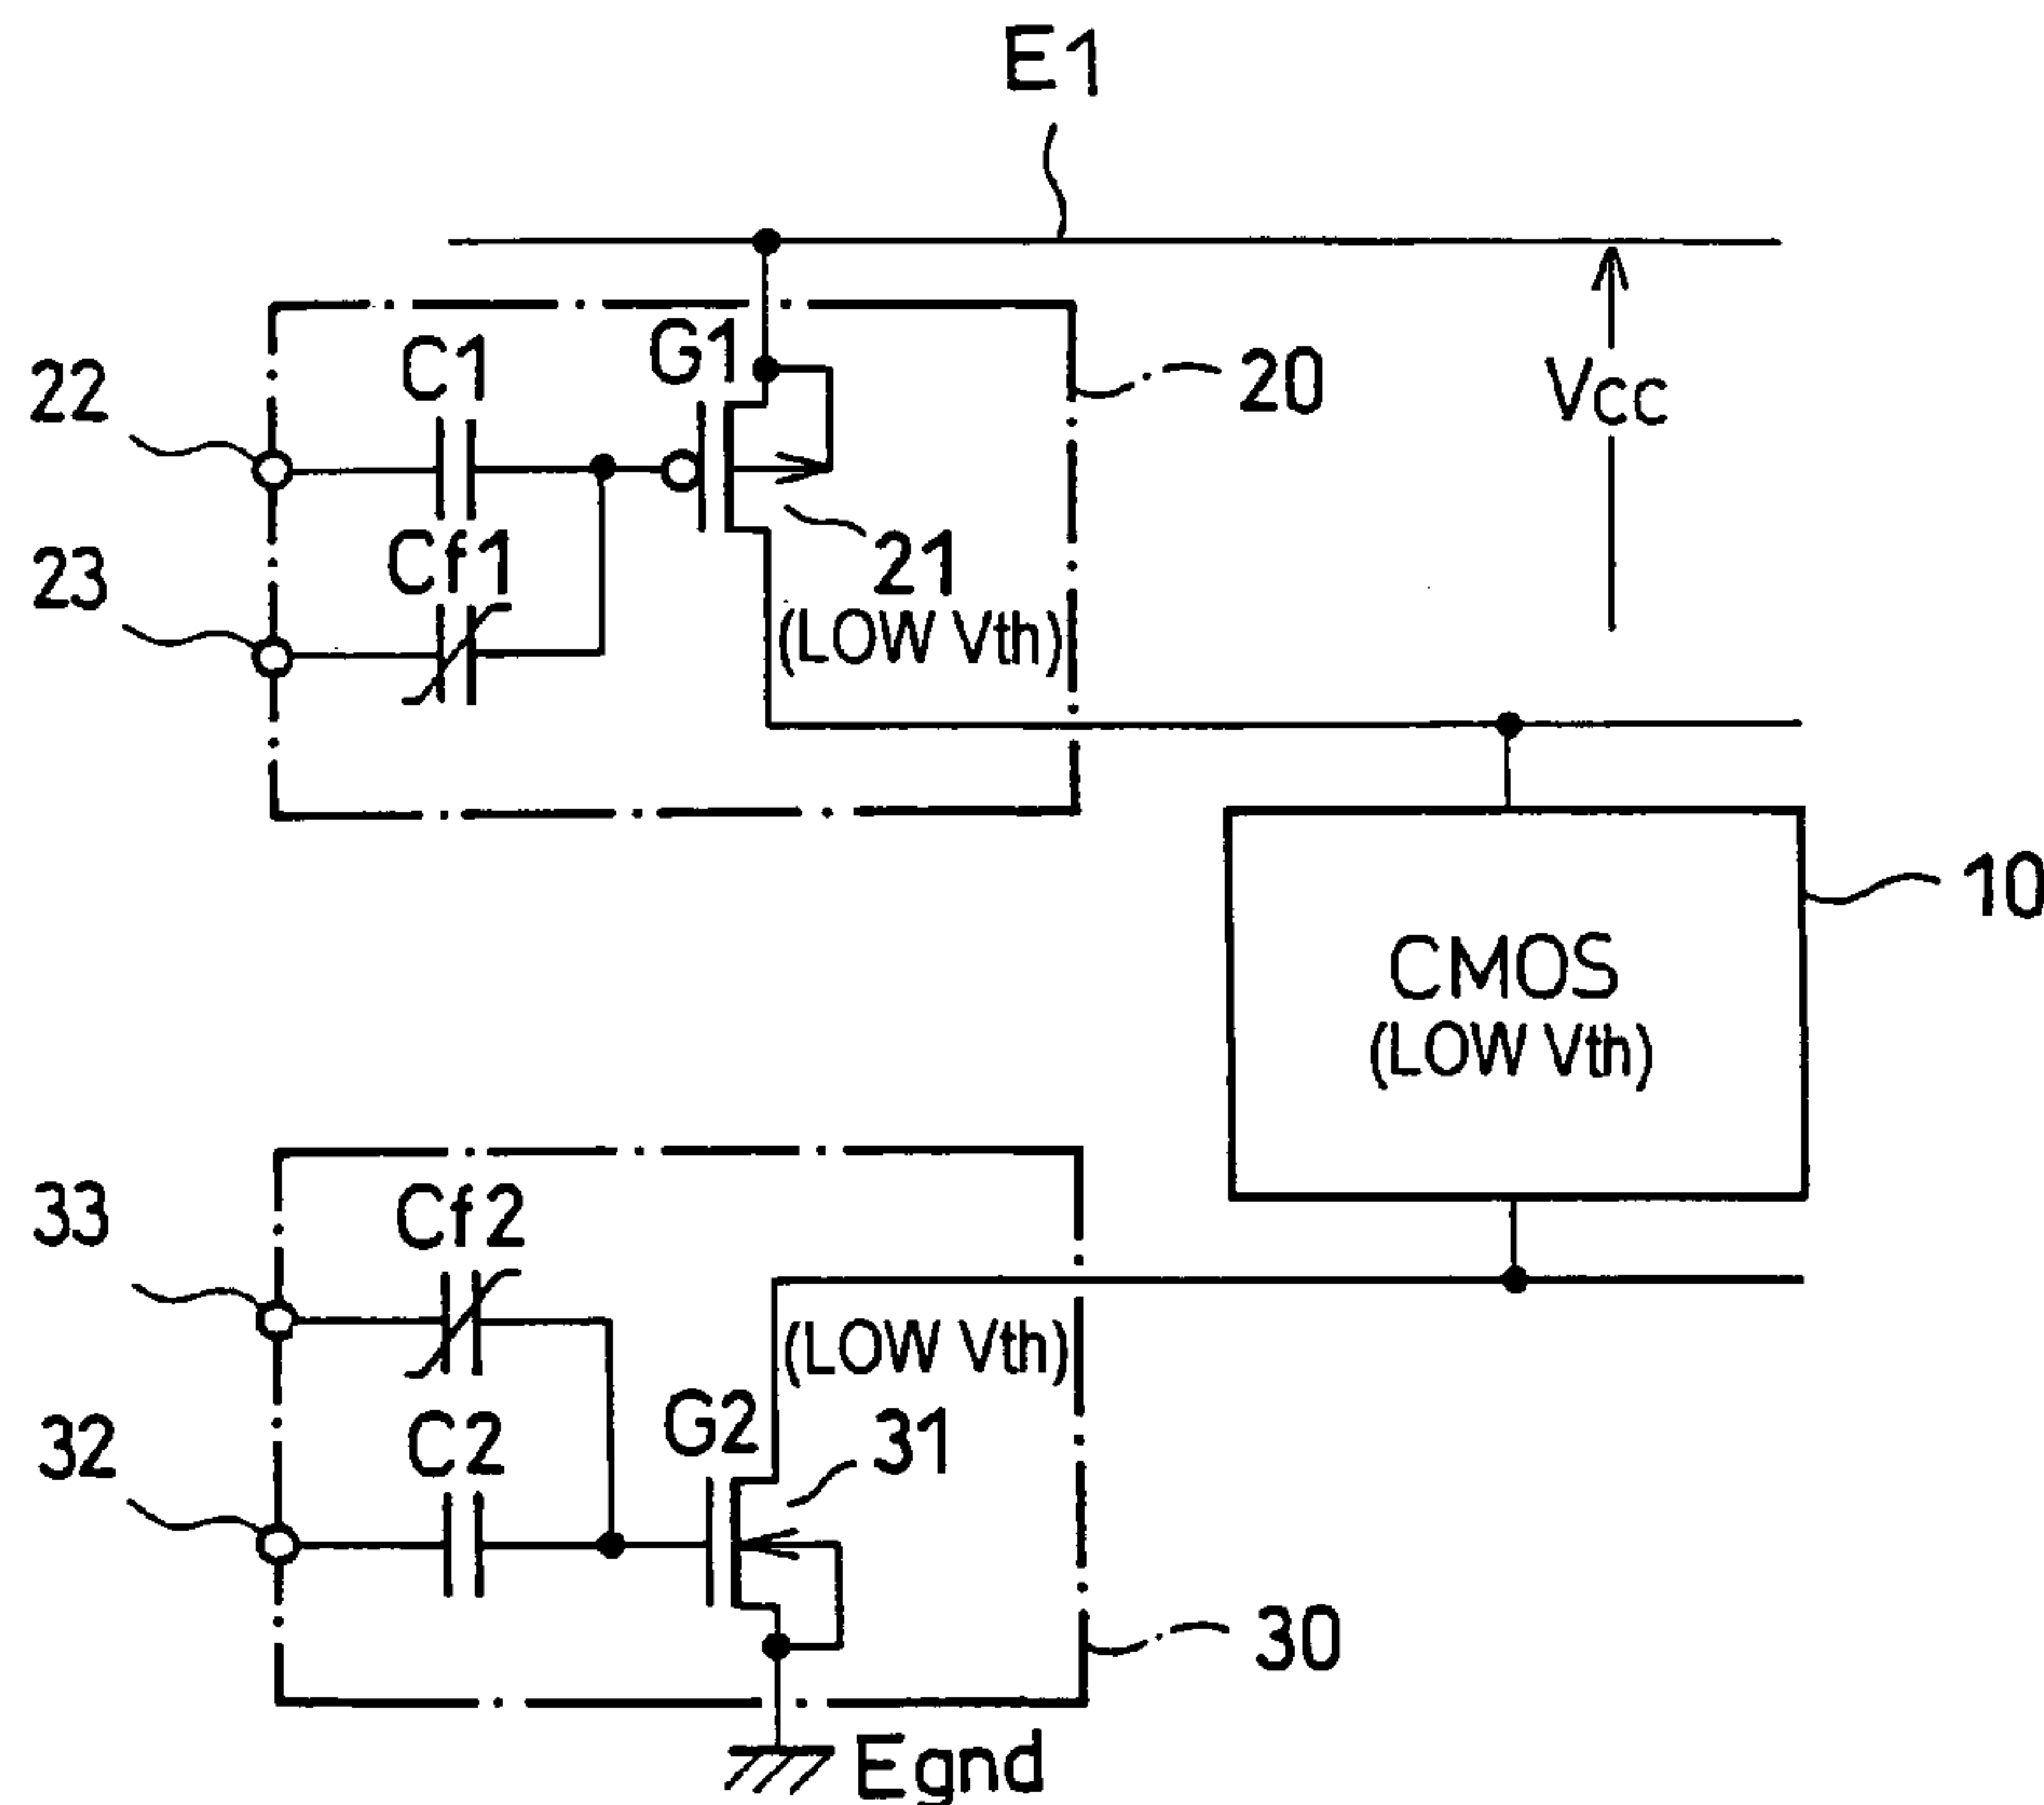 E1
G1
C1
20
22
Vcc
23
Cf1
21
(LOW Vth)
10
CMOS
(LOW Vth)
33
Cf2
(LOW Vth)
G2
31
32
C2
30
Egnd